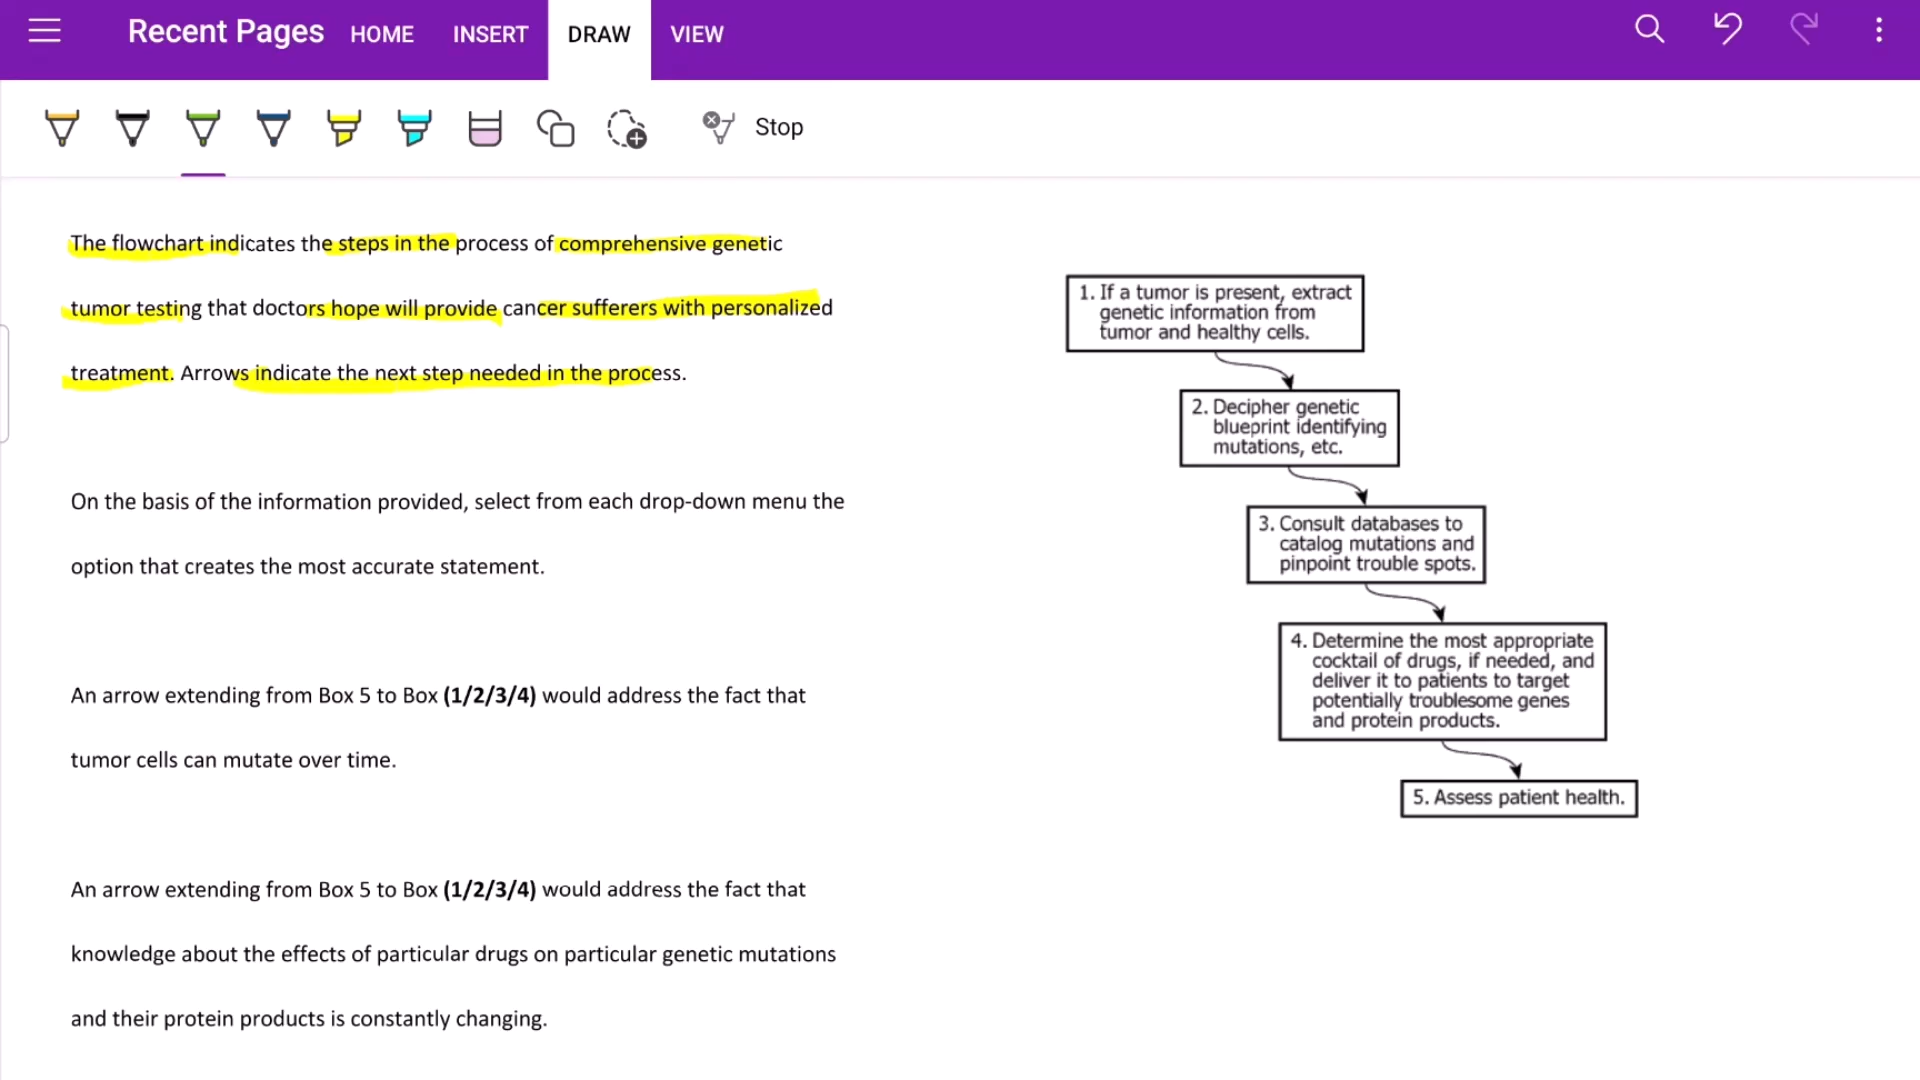 Recent Pages HOME INSERT DRAW VIEW
Stop
The flowchart indicates the steps in the process of comprehensive genetic
tumor testing that doctors hope will provide cancer sufferers with personalized
treatment. Arrows indicate the next step needed in the process.
On the basis of the information provided, select from each drop-down menu the
option that creates the most accurate statement.
An arrow extending from Box 5 to Box (1/2/3/4) would address the fact that
tumor cells can mutate over time.
An arrow extending from Box 5 to Box (1/2/3/4) would address the fact that
knowledge about the effects of particular drugs on particular genetic mutations
and their protein products is constantly changing.
1. If a tumor is present, extract
genetic information from
tumor and healthy cells.
2. Decipher genetic
blueprint identifying
mutations, etc.
3. Consult databases to
catalog mutations and
pinpoint trouble spots.
4. Determine the most appropriate
cocktail of drugs, if needed, and
deliver it to patients to target
potentially troublesome genes
and protein products.
5. Assess patient health.